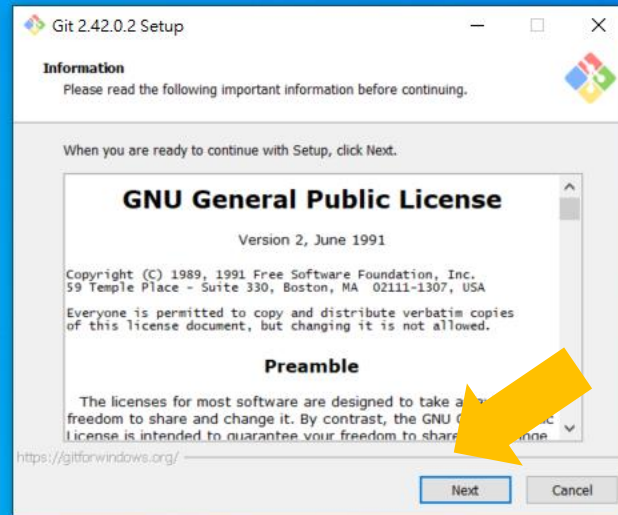 Git 2.42.0.2 Setup
Information
Please read the following important information before continuing.
When you are ready to continue with Setup, click Next.
GNU General Public License
Version 2, June 1991
Copyright (C) 1989, 1991 Free Software Foundation, Inc.
59 Temple Place - Suite 330, Boston, MA 02111-1307, USA
Everyone is permitted to copy and distribute verbatim copies
of this license document, but changing it is not allowed.
Preamble
The licenses for most software are designed to take
freedom to share and change it. By contrast, the GNU
License is intended to guarantee your freedom to share
https://gitforwindows.org/
Next
Cancel